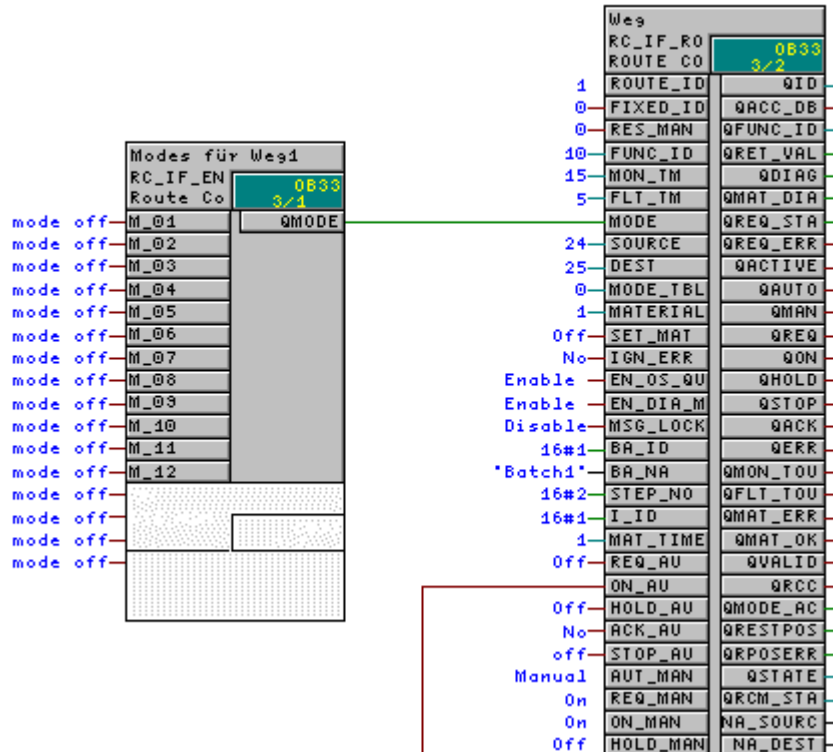 Modes für Weg1
RC_IF_EN
OB33
Route Co
3/1
mode off M_01 QMODE
mode off M_02
mode off M_03
mode off M_04
mode off M_05
mode off M_06
mode off M_07
mode off M_08
mode off M_09
mode off M_10
mode off M_11
mode off M_12
mode off
mode off
mode off
mode off
Weg
RC_IF_RO
OB33
ROUTE CO
3/2
1 ROUTE_ID QID
0 FIXED_ID QACC_DB
0 RES_MAN QFUNC_ID
10 FUNC_ID QRET_VAL
15 MON_TM QDIAG
5 FLT_TM QMAT_DIA
MODE QREQ_STA
24 SOURCE QREQ_ERR
25 DEST QACTIVE
0 MODE_TBL QAUTO
1 MATERIAL QMAN
Off SET_MAT QREQ
No IGN_ERR QON
Enable EN_OS_QU QHOLD
Enable EN_DIA_M QSTOP
Disable MSG_LOCK QACK
16#1 BA_ID QERR
'Batch1' BA_NA QMON_TOU
16#2 STEP_NO QFLT_TOU
16#1 I_ID QMAT_ERR
1 MAT_TIME QMAT_OK
Off REQ_AU QVALID
ON_AU QRCC
Off HOLD_AU QMODE_AC
No ACK_AU QRESTPOS
off STOP_AU QRPOSERR
Manual AUT_MAN QSTATE
On REQ_MAN QRCM_STA
On ON_MAN NA_SOURC
Off HOLD_MAN NA_DEST